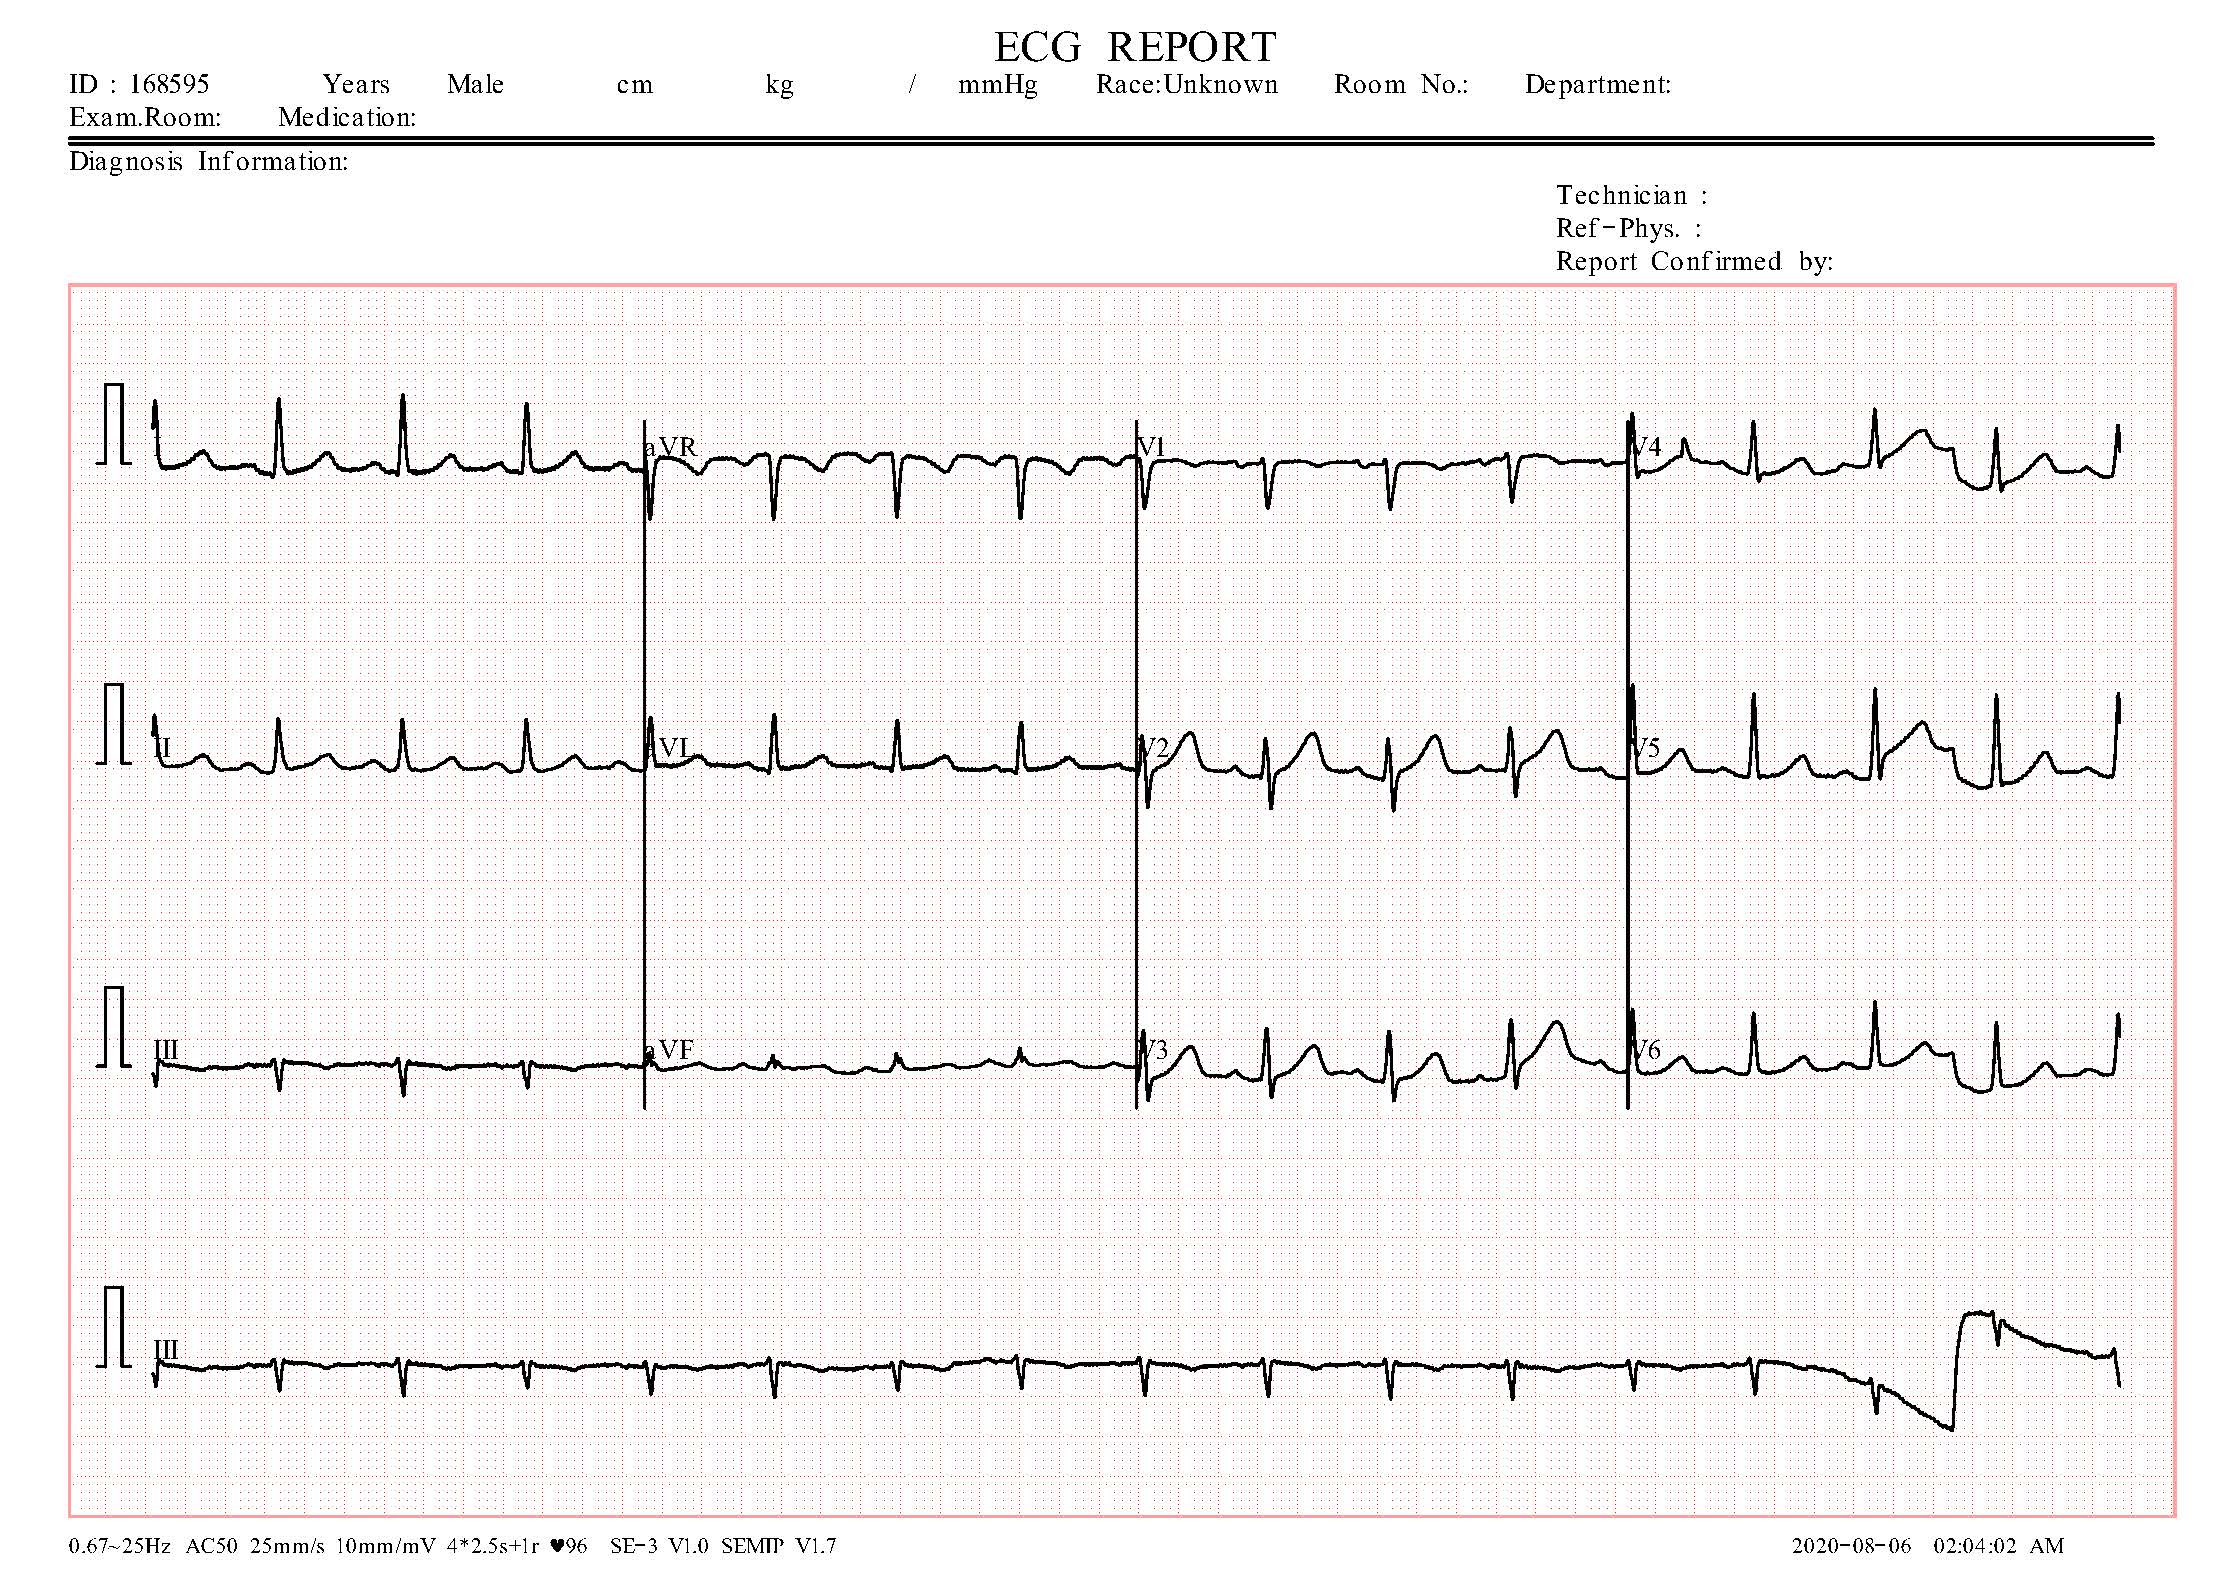 ECG REPORT
ID : 168595 Years Male cm kg / mmHg Race:Unknown Room No.: Department:
Exam.Room: Medication:
Diagnosis Information:
Technician :
Ref-Phys. :
Report Confirmed by:
aVR V1 V4
II aVL V2 V5
III aVF V3 V6
III
0.67~25Hz AC50 25mm/s 10mm/mV 4*2.5s+1r ♥96 SE-3 V1.0 SEMIP V1.7
2020-08-06 02:04:02 AM